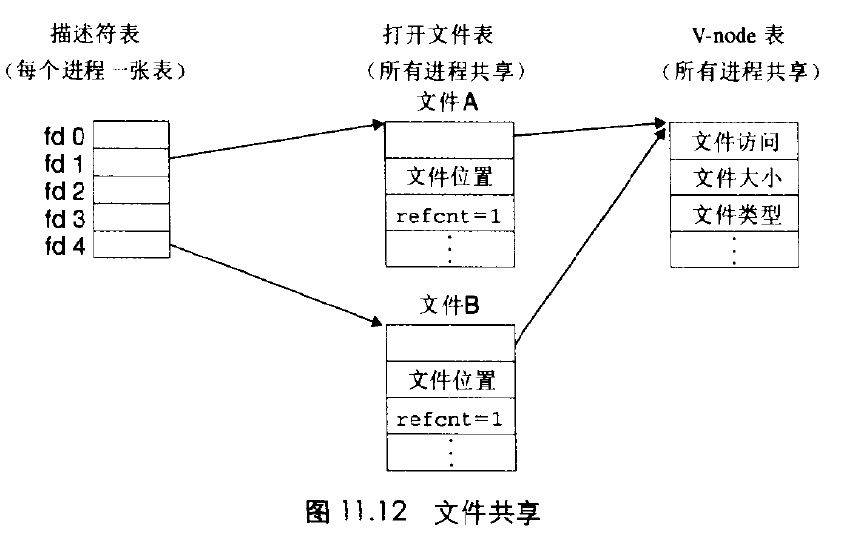 描述符表
（每个进程一张表）
打开文件表
（所有进程共享）
V-node 表
（所有进程共享）
fd 0
fd 1
fd 2
fd 3
fd 4
文件A
文件位置
refcnt=1
文件B
文件位置
refcnt=1
文件访问
文件大小
文件类型
图 11.12 文件共享